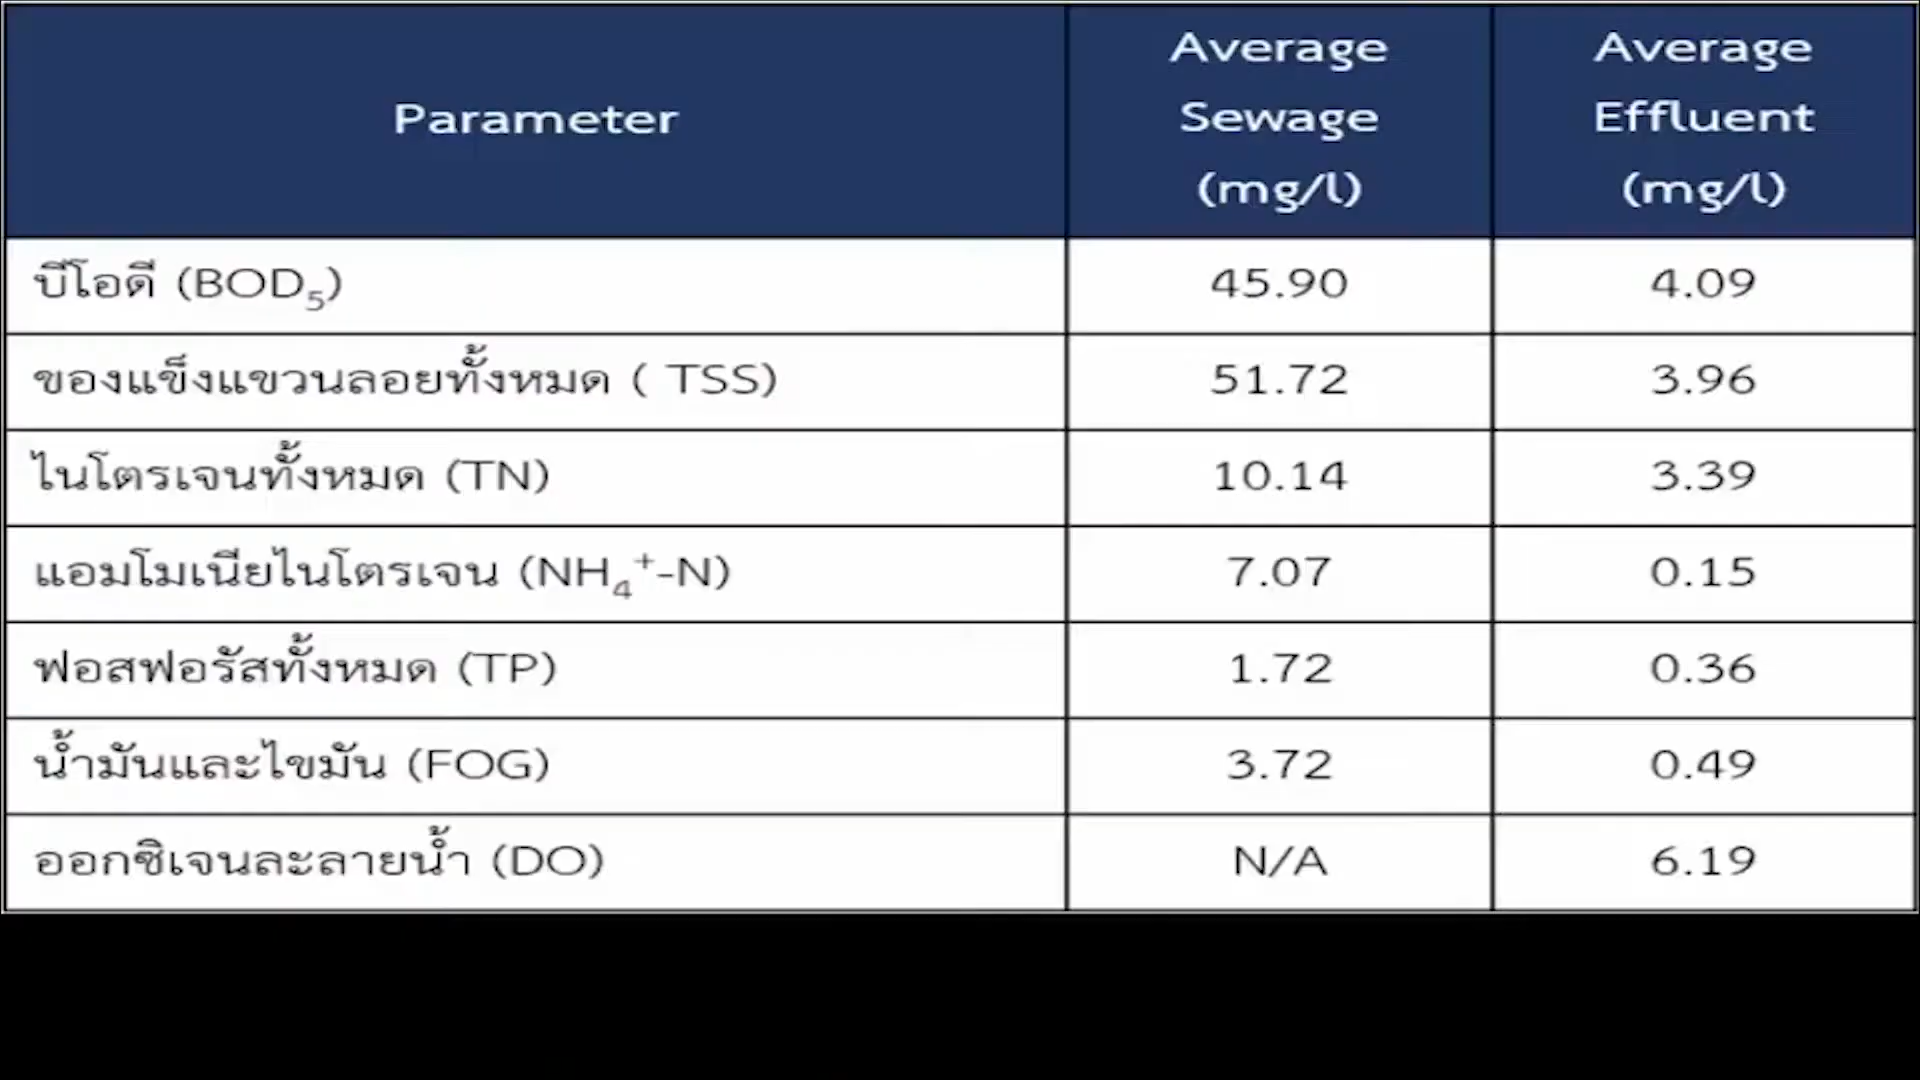 Parameter
Average
Sewage
(mg/l)
Average
Effluent
(mg/l)
บีโอดี (BOD₅) 45.90 4.09
ของแข็งแขวนลอยทั้งหมด ( TSS) 51.72 3.96
ไนโตรเจนทั้งหมด (TN) 10.14 3.39
แอมโมเนียไนโตรเจน (NH₄⁺-N) 7.07 0.15
ฟอสฟอรัสทั้งหมด (TP) 1.72 0.36
น้ำมันและไขมัน (FOG) 3.72 0.49
ออกซิเจนละลายน้ำ (DO) N/A 6.19